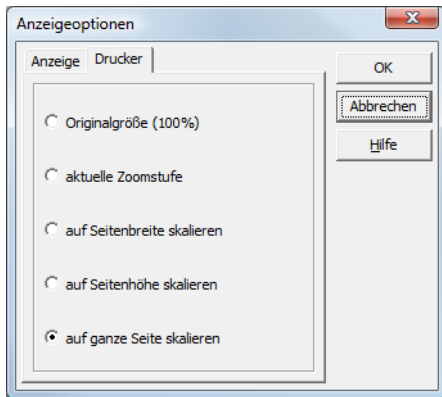 Anzeigeoptionen
Anzeige Drucker
Originalgröße (100%)
aktuelle Zoomstufe
auf Seitenbreite skalieren
auf Seitenhöhe skalieren
auf ganze Seite skalieren
OK
Abbrechen
Hilfe